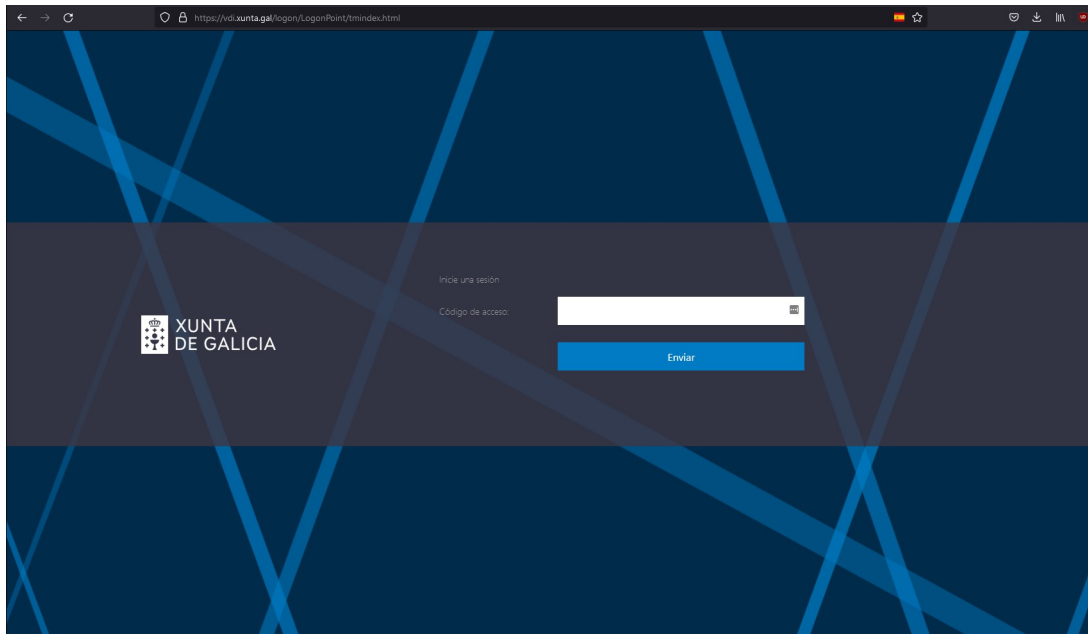 https://vdi.xunta.gal/logon/LogonPoint/tmindex.html
Inicie una sesión
Código de acceso:
XUNTA
DE GALICIA
Enviar